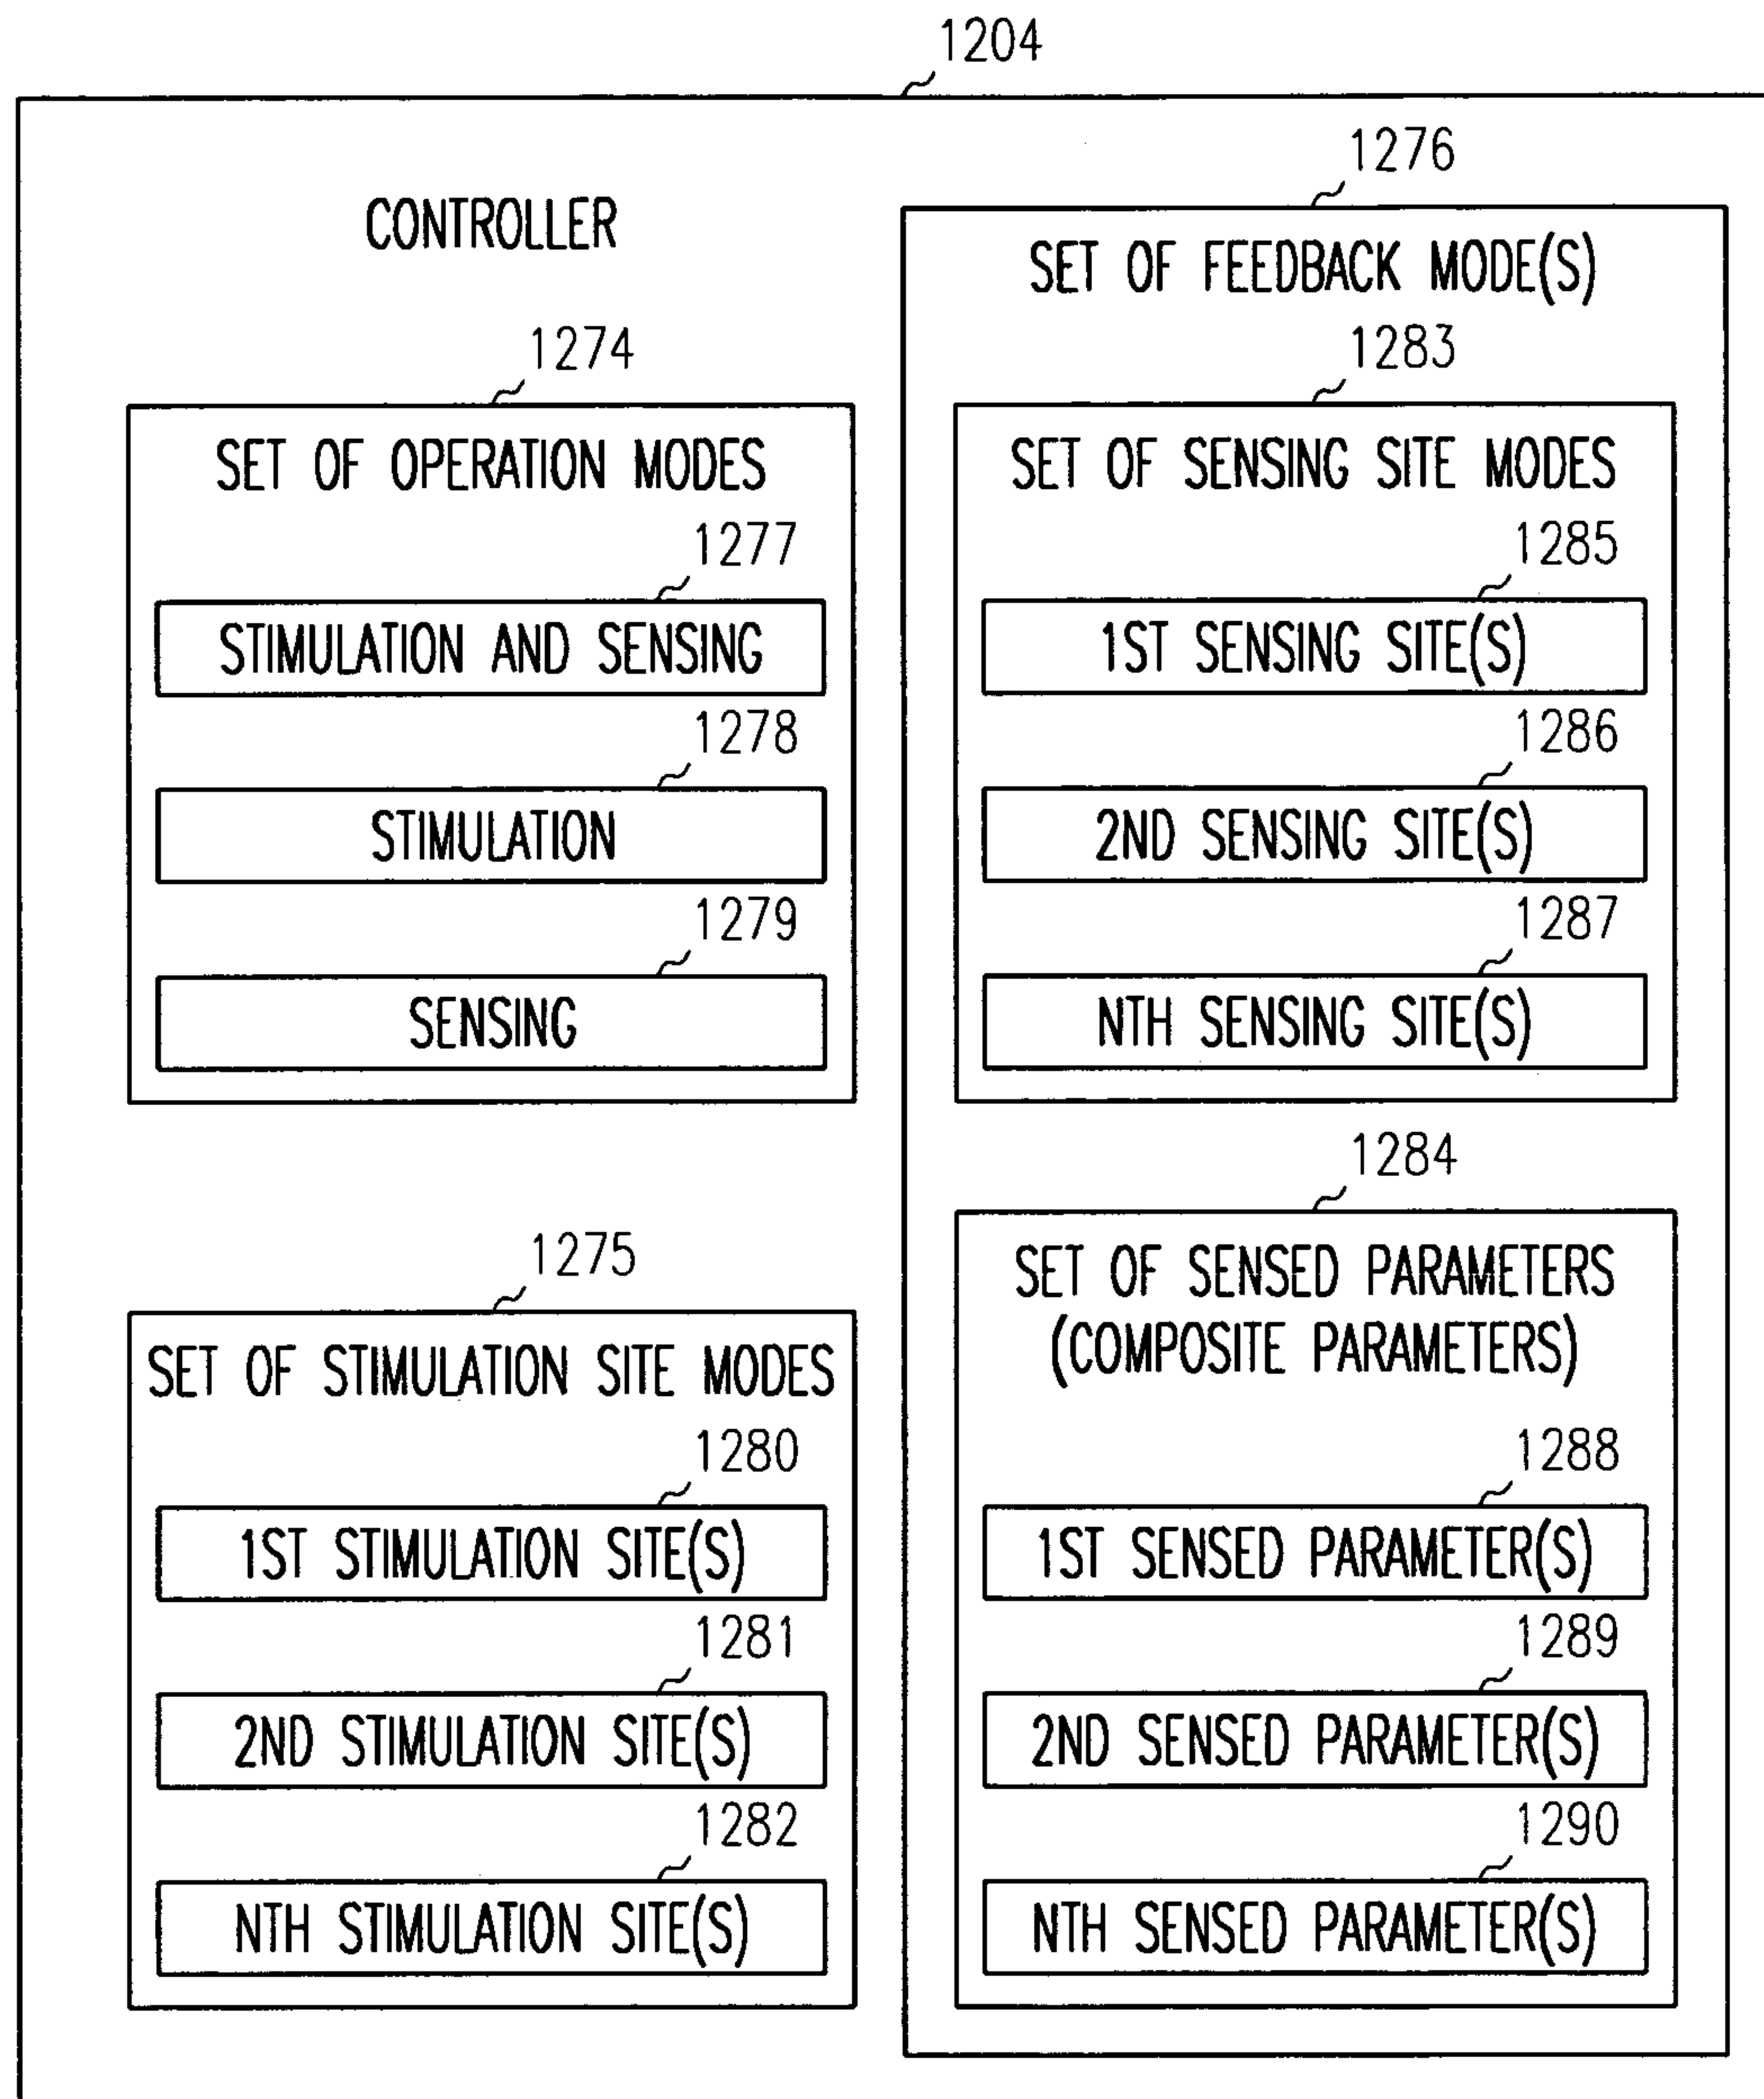 1204
CONTROLLER
1274
SET OF OPERATION MODES
1277
STIMULATION AND SENSING
1278
STIMULATION
1279
SENSING
1275
SET OF STIMULATION SITE MODES
1280
1ST STIMULATION SITE(S)
1281
2ND STIMULATION SITE(S)
1282
NTH STIMULATION SITE(S)
1276
SET OF FEEDBACK MODE(S)
1283
SET OF SENSING SITE MODES
1285
1ST SENSING SITE(S)
1286
2ND SENSING SITE(S)
1287
NTH SENSING SITE(S)
1284
SET OF SENSED PARAMETERS
(COMPOSITE PARAMETERS)
1288
1ST SENSED PARAMETER(S)
1289
2ND SENSED PARAMETER(S)
1290
NTH SENSED PARAMETER(S)